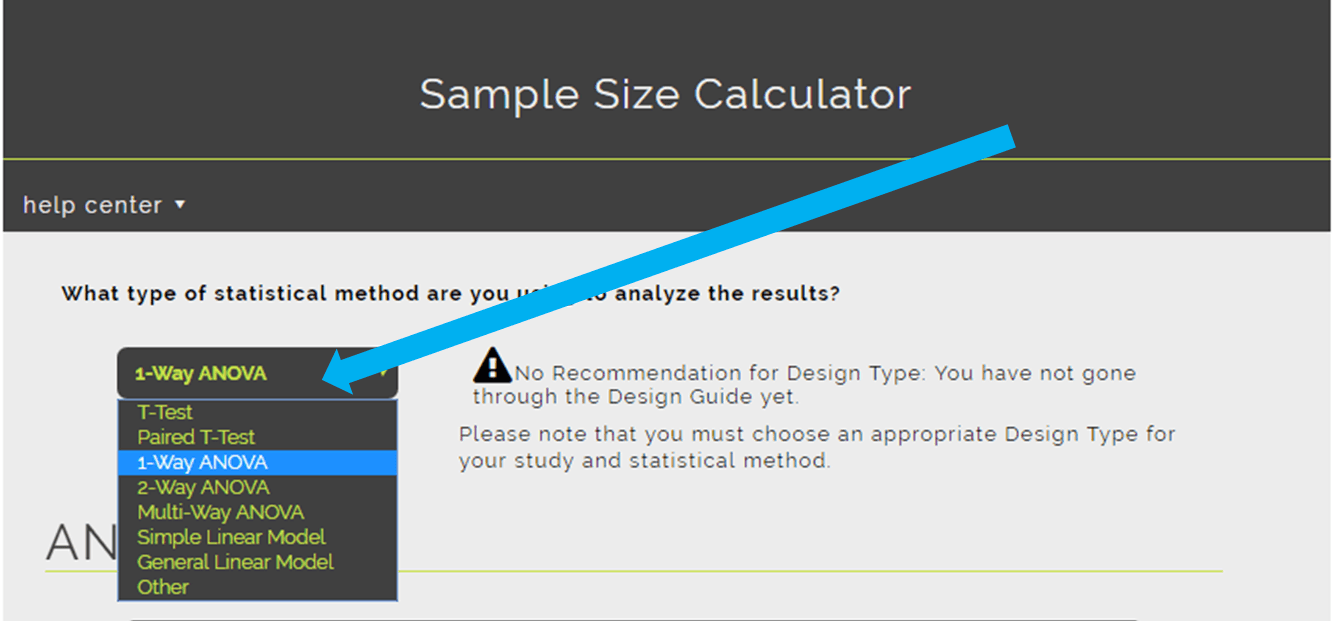 Sample Size Calculator
help center ▾
What type of statistical method are you to analyze the results?
1-Way ANOVA
No Recommendation for Design Type: You have not gone
through the Design Guide yet.
Please note that you must choose an appropriate Design Type for
your study and statistical method.
T-Test
Paired T-Test
1-Way ANOVA
2-Way ANOVA
Multi-Way ANOVA
Simple Linear Model
General Linear Model
Other
AN